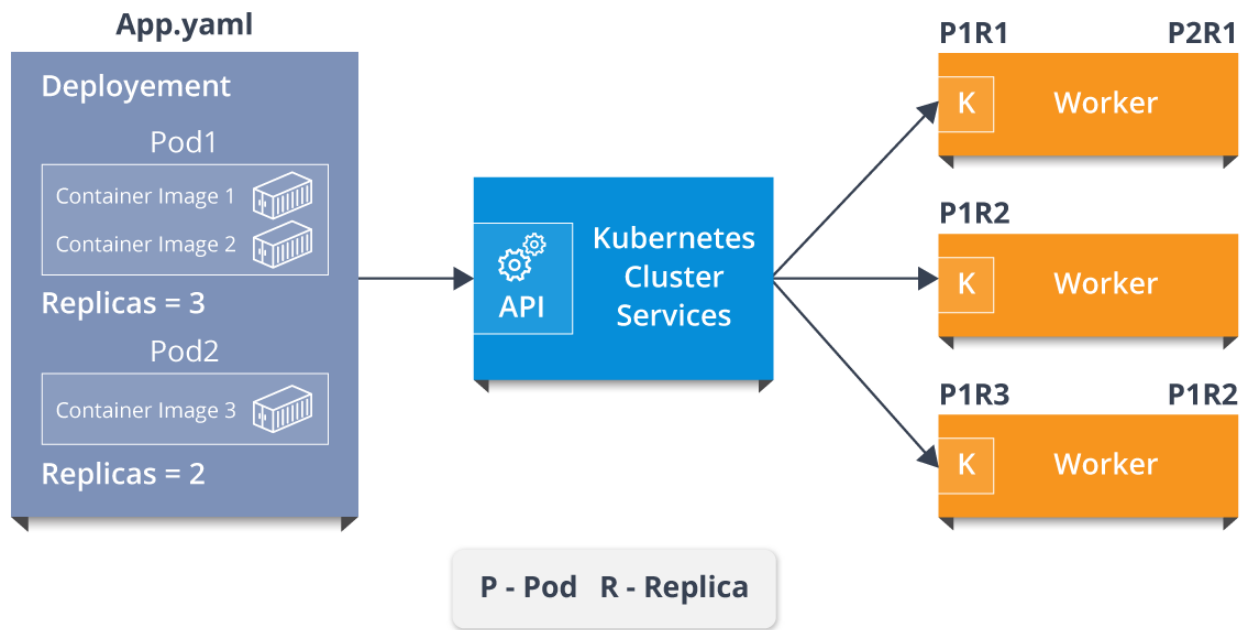 App.yaml
Deployement
Pod1
Container Image 1
Container Image 2
Replicas = 3
Pod2
Container Image 3
Replicas = 2
API
Kubernetes
Cluster
Services
P1R1 P2R1
K Worker
P1R2
K Worker
P1R3 P1R2
K Worker
P - Pod R - Replica